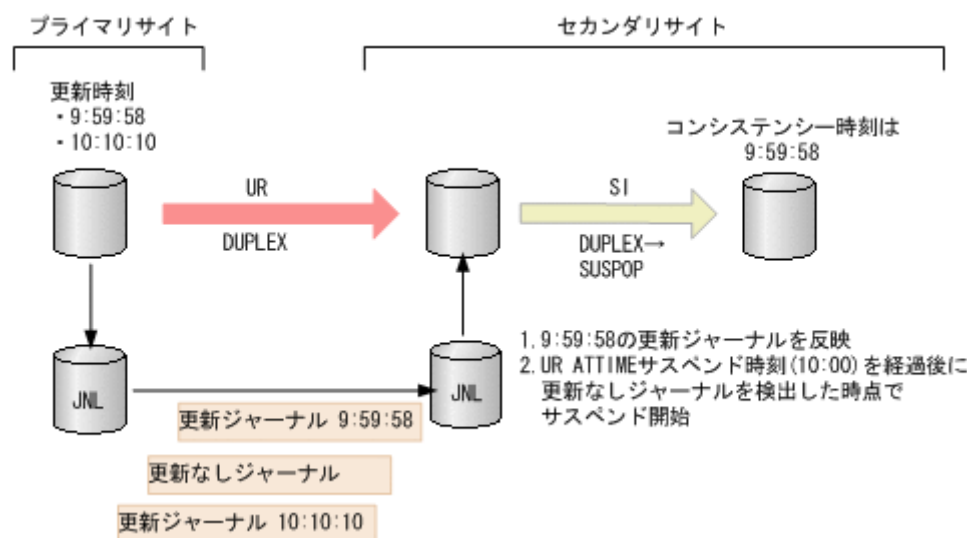 プライマリサイト
セカンダリサイト
更新時刻
・9:59:58
・10:10:10
コンシステンシー時刻は
9:59:58
UR
DUPLEX
SI
DUPLEX→
SUSPOP
JNL
JNL
1.9:59:58の更新ジャーナルを反映
2.UR ATTIMEサスペンド時刻(10:00)を経過後に
更新なしジャーナルを検出した時点で
サスペンド開始
更新ジャーナル 9:59:58
更新なしジャーナル
更新ジャーナル 10:10:10